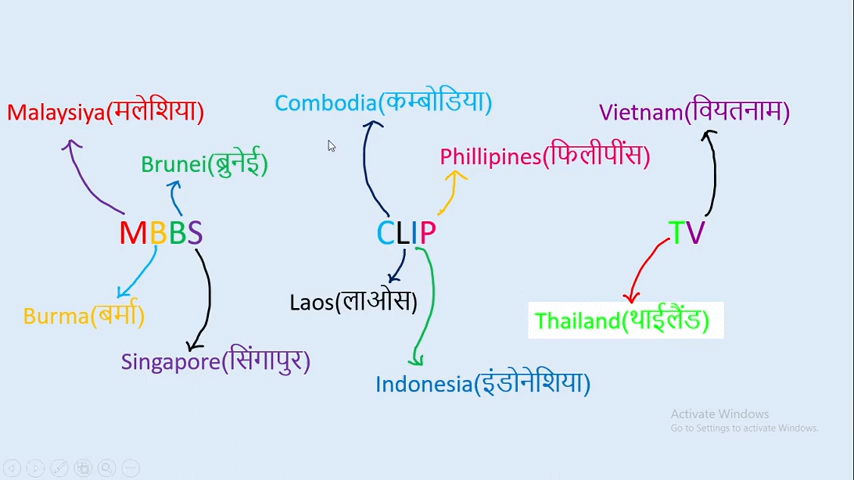 Malaysiya(मलेशिया)
Brunei(ब्रुनेई)
MBBS
Burma(बर्मा)
Singapore(सिंगापुर)
Combodia(कम्बोडिया)
Phillipines(फिलीपींस)
CLIP
Laos(लाओस)
Indonesia(इंडोनेशिया)
Vietnam(वियतनाम)
TV
Thailand(थाईलैंड)
Activate Windows
Go to Settings to activate Windows.